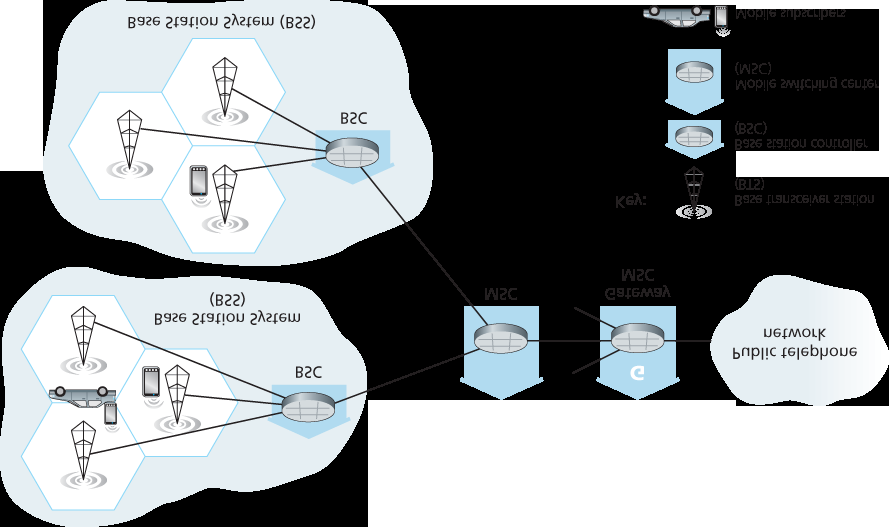 Base Station System (BSS)
BSC
Mobile subscribers
Mobile switching center
(MSC)
Base station controller
(BSC)
Base transceiver station
(BTS)
Key:
Base Station System
(BSS)
BSC
MSC
Gateway
MSC
G
Public telephone
network